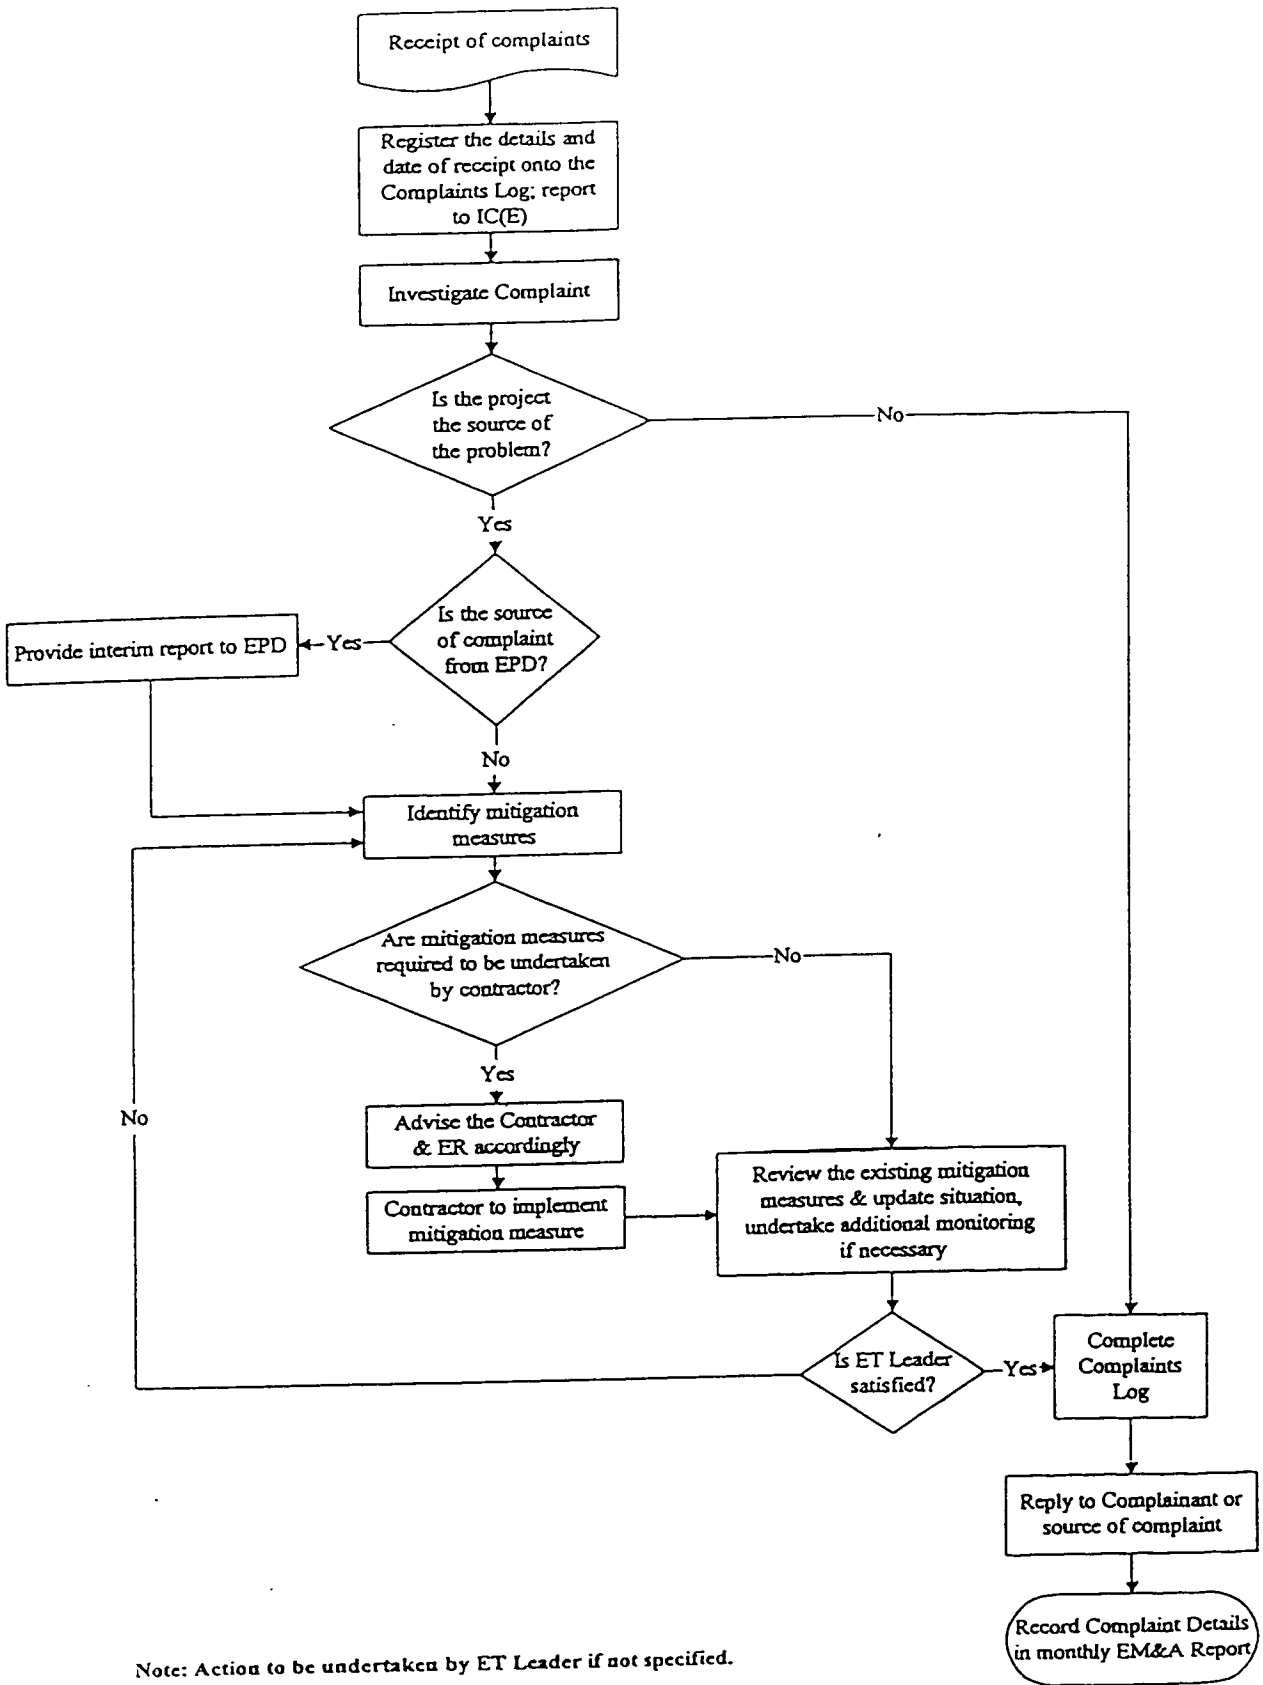 Receipt of complaints
Register the details and
date of receipt onto the
Complaints Log; report
to IC(E)
Investigate Complaint
Is the project
the source of
the problem?
No
Yes
Is the source
of complaint
from EPD?
Yes
Provide interim report to EPD
No
Identify mitigation
measures
Are mitigation measures
required to be undertaken
by contractor?
No
Yes
No
Advise the Contractor
& ER accordingly
Contractor to implement
mitigation measure
Review the existing mitigation
measures & update situation,
undertake additional monitoring
if necessary
Is ET Leader
satisfied?
Yes
Complete
Complaints
Log
Reply to Complainant or
source of complaint
Record Complaint Details
in monthly EM&A Report
Note: Action to be undertaken by ET Leader if not specified.